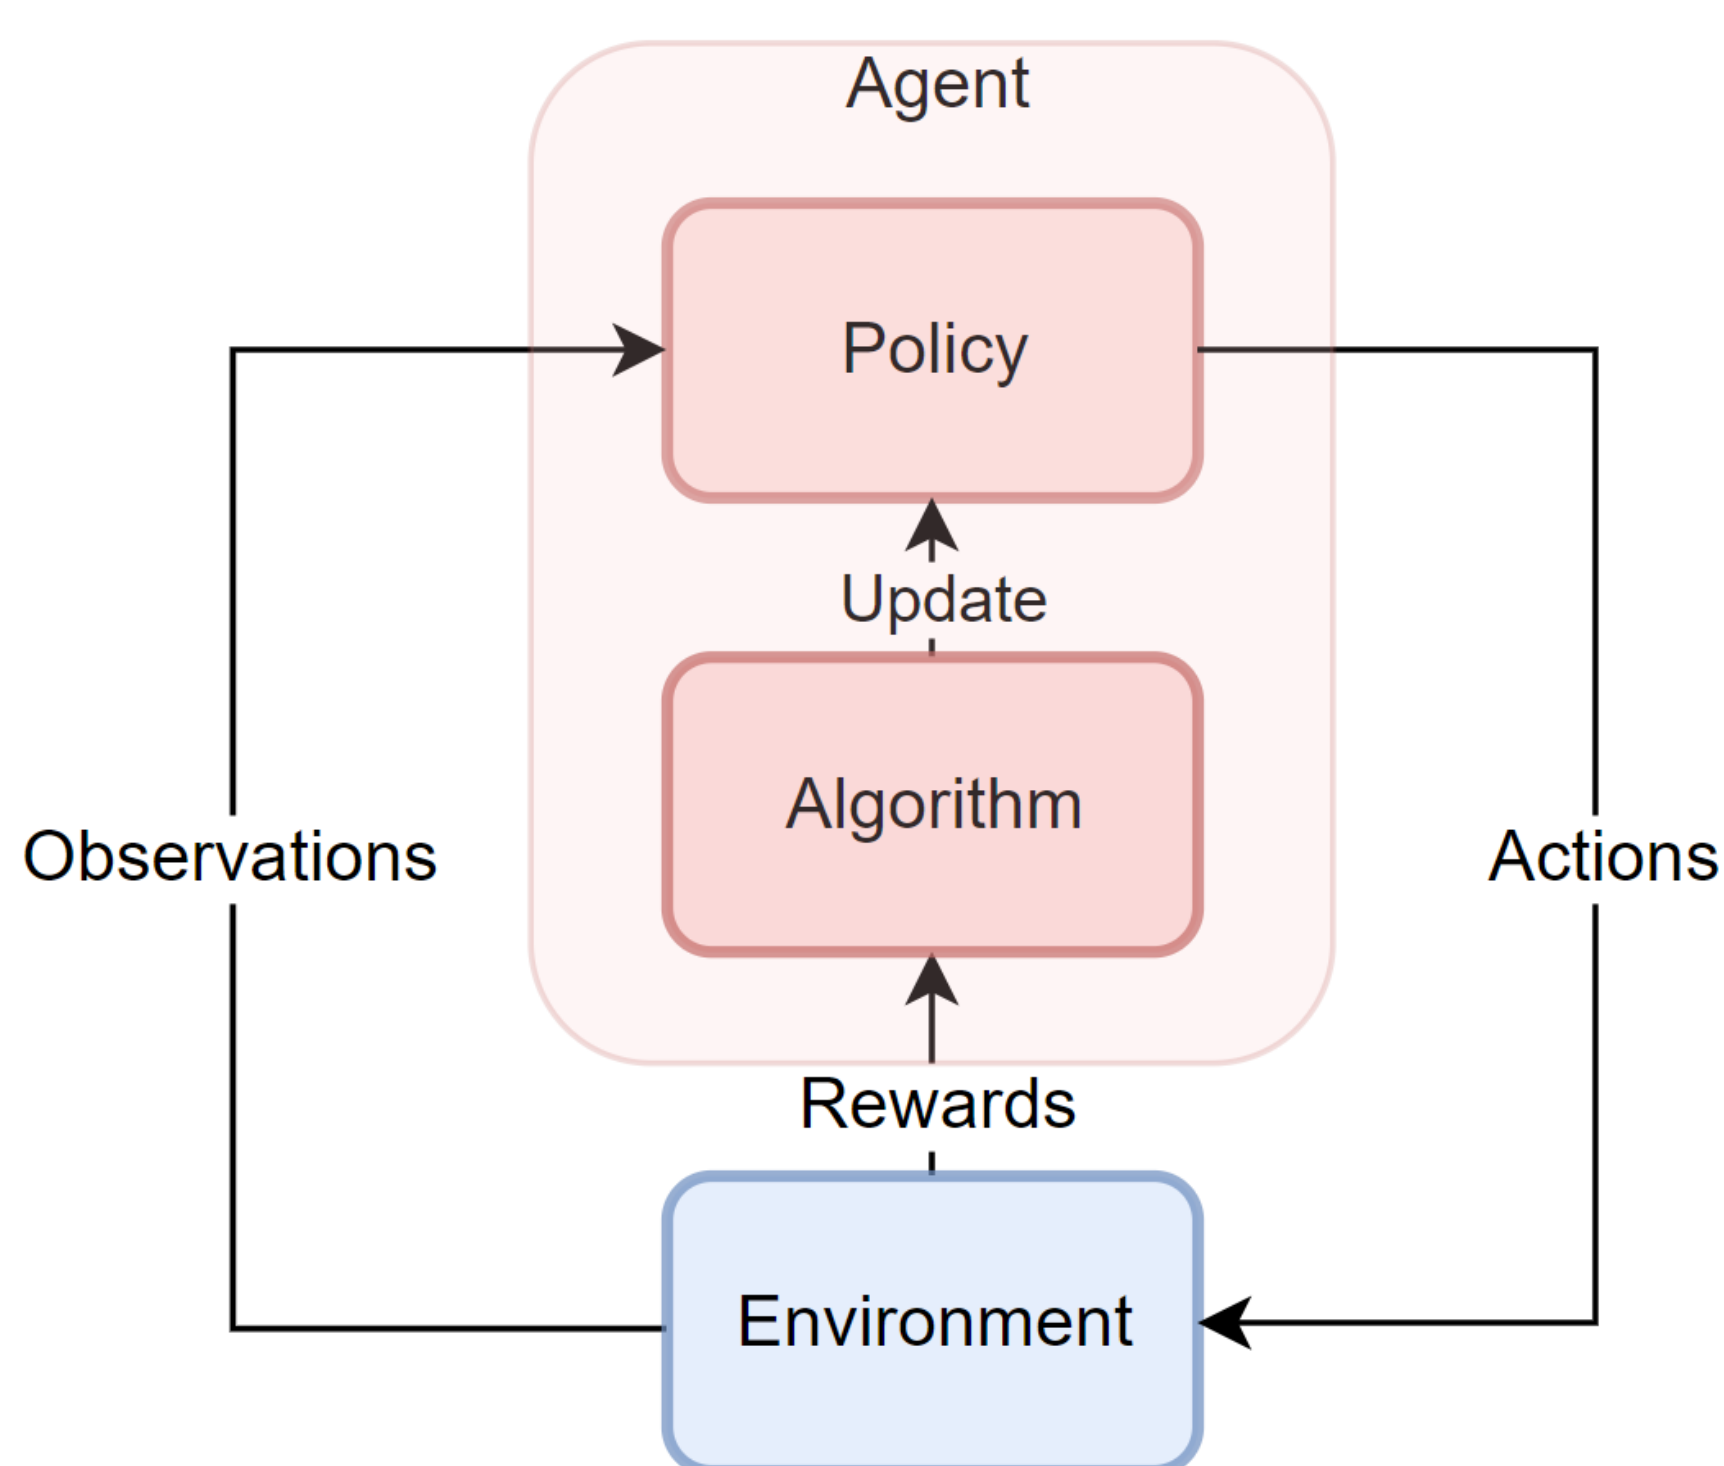 Agent
Policy
Update
Algorithm
Observations
Actions
Rewards
Environment